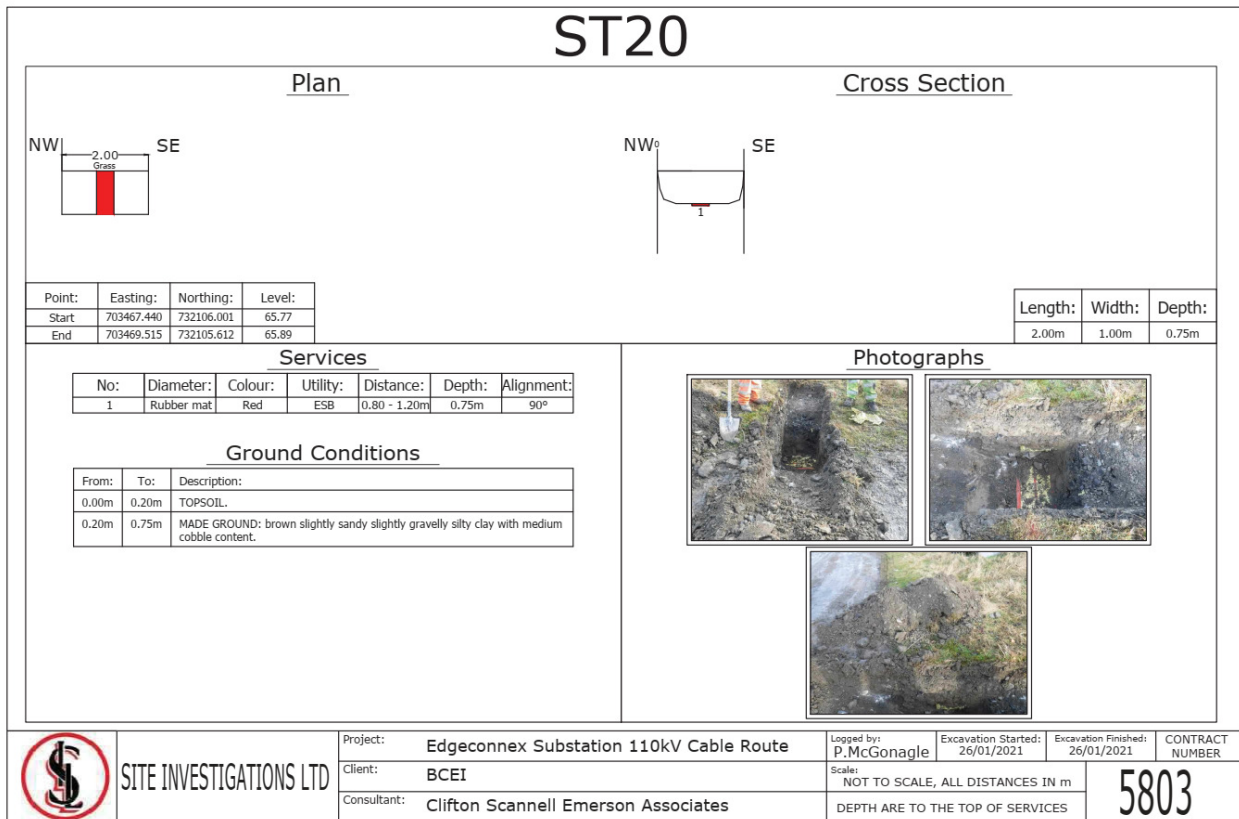 ST20
Plan
NW
2.00
Grass
SE
Cross Section
NW
0
SE
1
Point: Easting: Northing: Level:
Start 703467.440 732106.001 65.77
End 703469.515 732105.612 65.89
Length: Width: Depth:
2.00m 1.00m 0.75m
Services
No: Diameter: Colour: Utility: Distance: Depth: Alignment:
1 Rubber mat Red ESB 0.80 - 1.20m 0.75m 90°
Ground Conditions
From: To: Description:
0.00m 0.20m TOPSOIL.
0.20m 0.75m MADE GROUND: brown slightly sandy slightly gravelly silty clay with medium
cobble content.
Photographs
SITE INVESTIGATIONS LTD
Project: Edgeconnex Substation 110kV Cable Route
Client: BCEI
Consultant: Clifton Scannell Emerson Associates
Logged by:
P.McGonagle
Excavation Started:
26/01/2021
Excavation Finished:
26/01/2021
Scale:
NOT TO SCALE, ALL DISTANCES IN m
DEPTH ARE TO THE TOP OF SERVICES
CONTRACT
NUMBER
5803